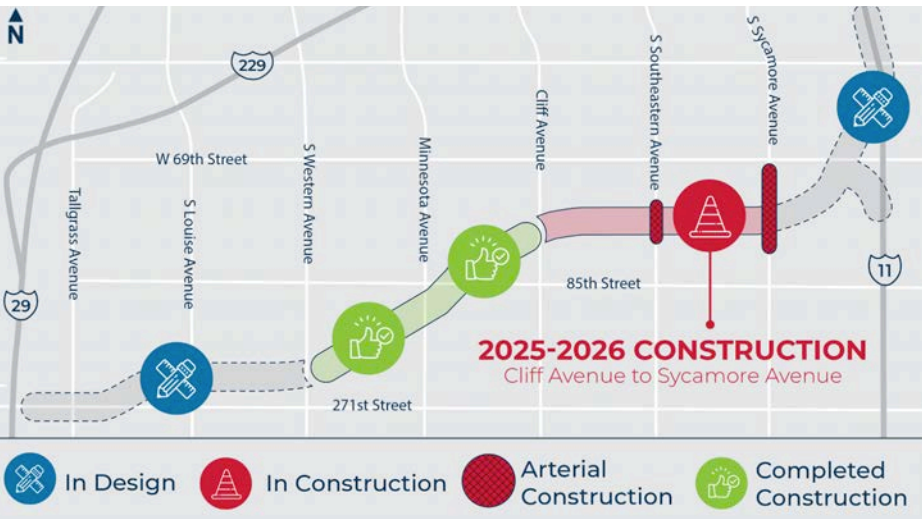 N
229
S Southeastern Avenue
S Sycamore Avenue
Cliff Avenue
Minnesota Avenue
S Western Avenue
W 69th Street
S Louise Avenue
Tallgrass Avenue
29
85th Street
11
2025-2026 CONSTRUCTION
Cliff Avenue to Sycamore Avenue
271st Street
In Design
In Construction
Arterial
Construction
Completed
Construction